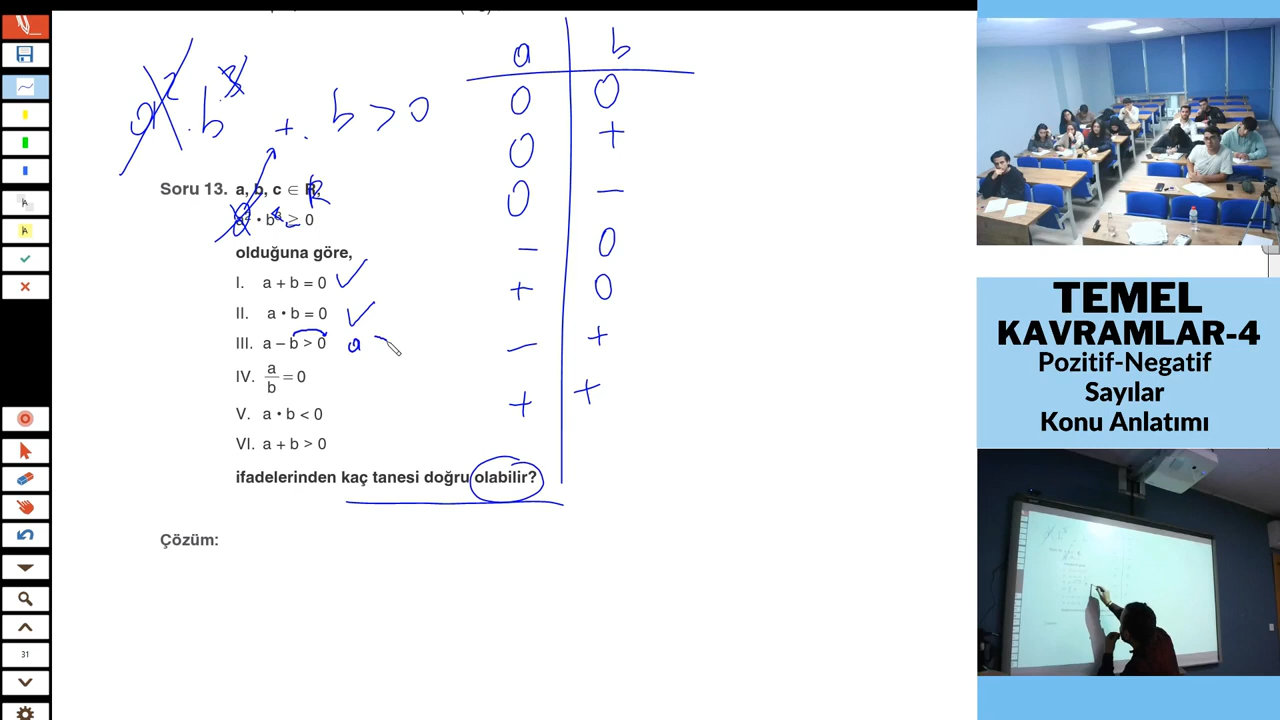 a² · b³
+ · b > 0
Soru 13. a, b, c ∈ R,
· b³ ≥ 0
olduğuna göre,
I. a + b = 0 ✓
II. a • b = 0 ✓
III. a – b > 0 a
IV. a/b = 0
V. a • b < 0
VI. a + b > 0
ifadelerinden kaç tanesi doğru olabilir?
Çözüm:
a b
0 0
0 +
0 –
– 0
+ 0
– +
+ +
31
TEMEL
KAVRAMLAR-4
Pozitif-Negatif
Sayılar
Konu Anlatımı